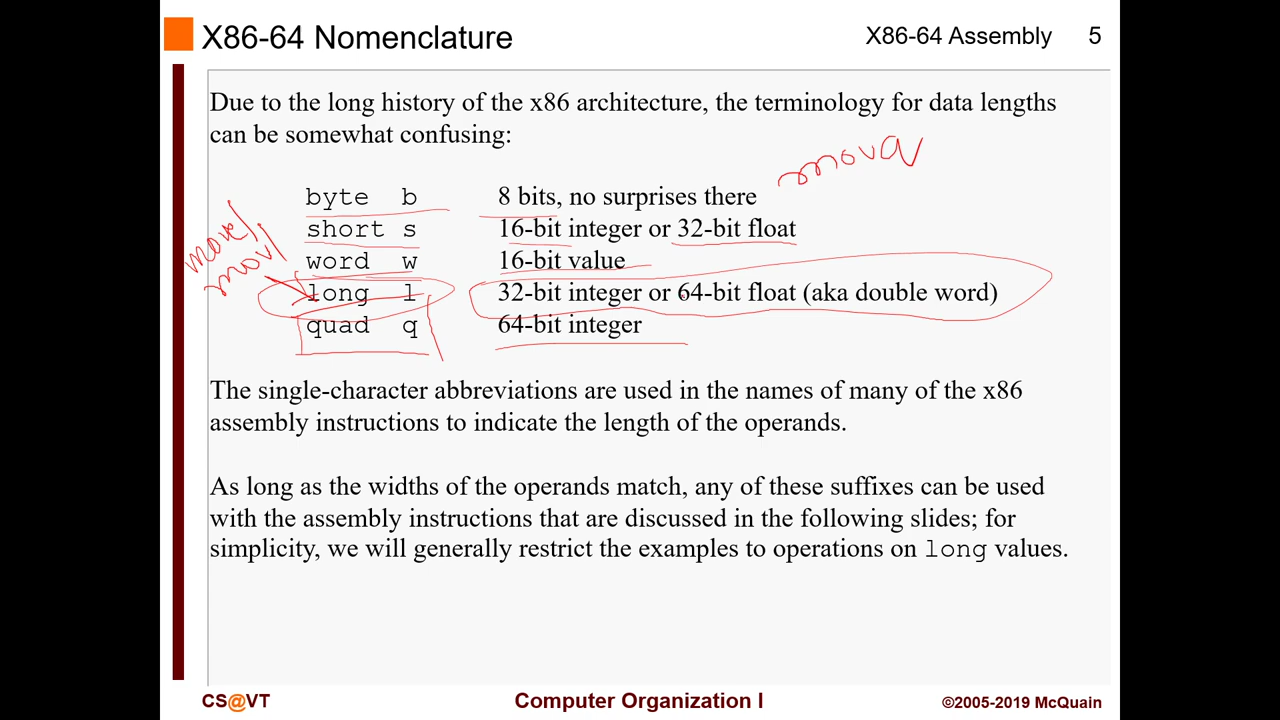 X86-64 Nomenclature
X86-64 Assembly 5
Due to the long history of the x86 architecture, the terminology for data lengths
can be somewhat confusing:
byte b 8 bits, no surprises there
short s 16-bit integer or 32-bit float
word w 16-bit value
long l 32-bit integer or 64-bit float (aka double word)
quad q 64-bit integer
movq
movel
movl
The single-character abbreviations are used in the names of many of the x86
assembly instructions to indicate the length of the operands.
As long as the widths of the operands match, any of these suffixes can be used
with the assembly instructions that are discussed in the following slides; for
simplicity, we will generally restrict the examples to operations on long values.
CS@VT
Computer Organization I
©2005-2019 McQuain